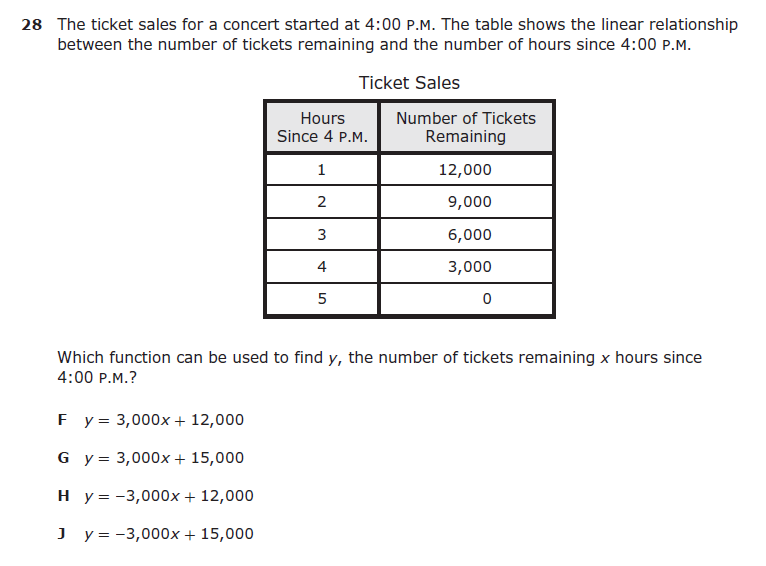 28 The ticket sales for a concert started at 4:00 P.M. The table shows the linear relationship
between the number of tickets remaining and the number of hours since 4:00 P.M.
Ticket Sales
Hours Since 4 P.M. Number of Tickets Remaining
1 12,000
2 9,000
3 6,000
4 3,000
5 0
Which function can be used to find y, the number of tickets remaining x hours since
4:00 P.M.?
F y = 3,000x + 12,000
G y = 3,000x + 15,000
H y = −3,000x + 12,000
J y = −3,000x + 15,000